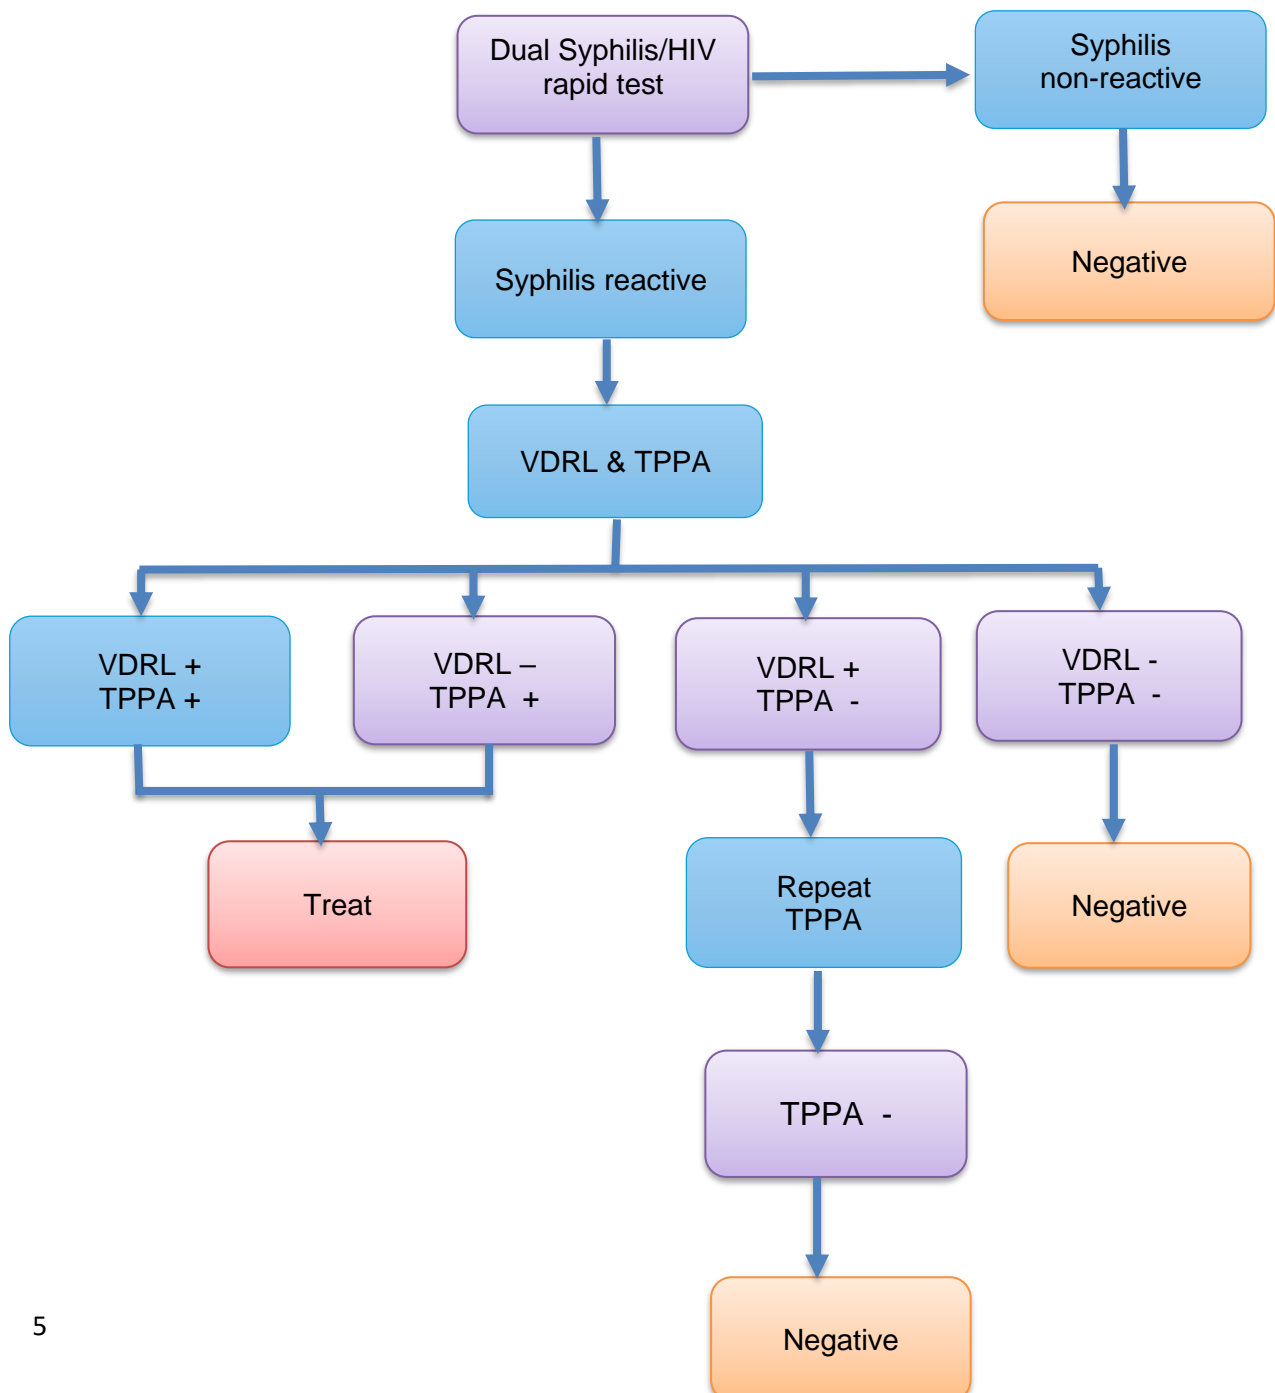 Dual Syphilis/HIV
rapid test
Syphilis
non-reactive
Negative
Syphilis reactive
VDRL & TPPA
VDRL +
TPPA +
VDRL –
TPPA  +
VDRL +
TPPA  -
VDRL -
TPPA  -
Treat
Repeat
TPPA
Negative
TPPA  -
Negative
5